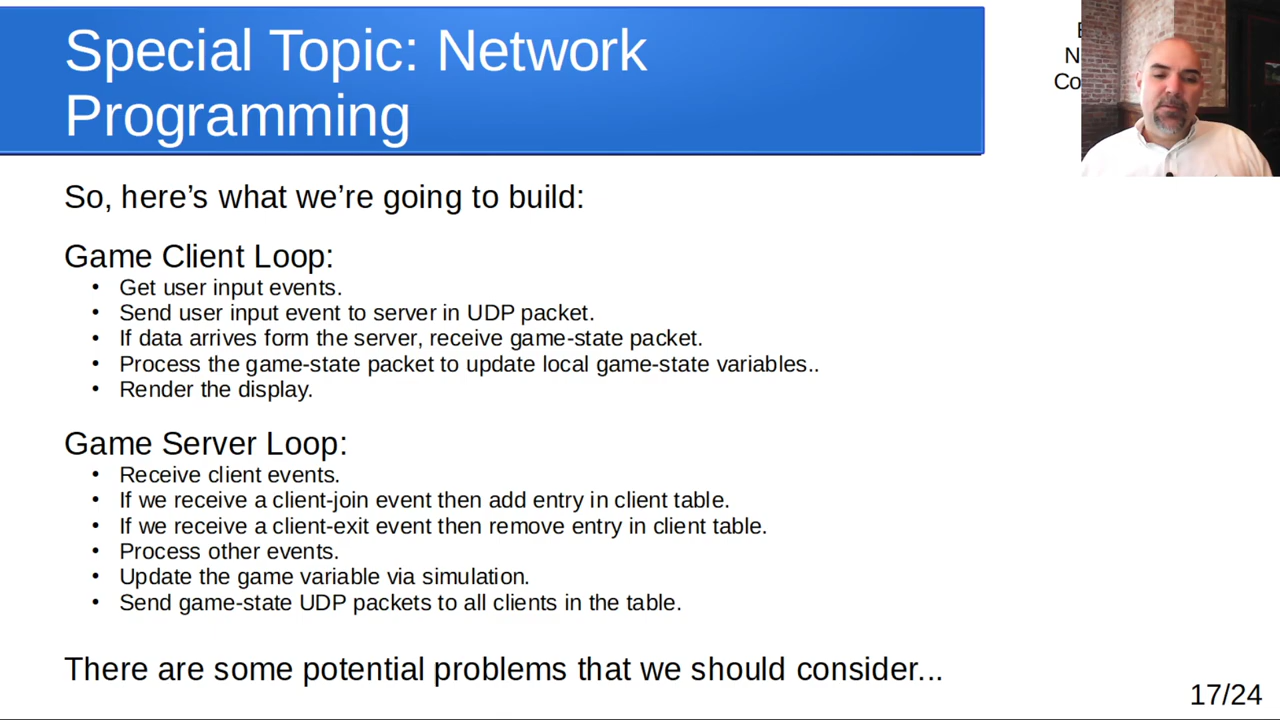 Special Topic: Network
Programming
So, here's what we're going to build:
Game Client Loop:
• Get user input events.
• Send user input event to server in UDP packet.
• If data arrives form the server, receive game-state packet.
• Process the game-state packet to update local game-state variables..
• Render the display.
Game Server Loop:
• Receive client events.
• If we receive a client-join event then add entry in client table.
• If we receive a client-exit event then remove entry in client table.
• Process other events.
• Update the game variable via simulation.
• Send game-state UDP packets to all clients in the table.
There are some potential problems that we should consider...
17/24